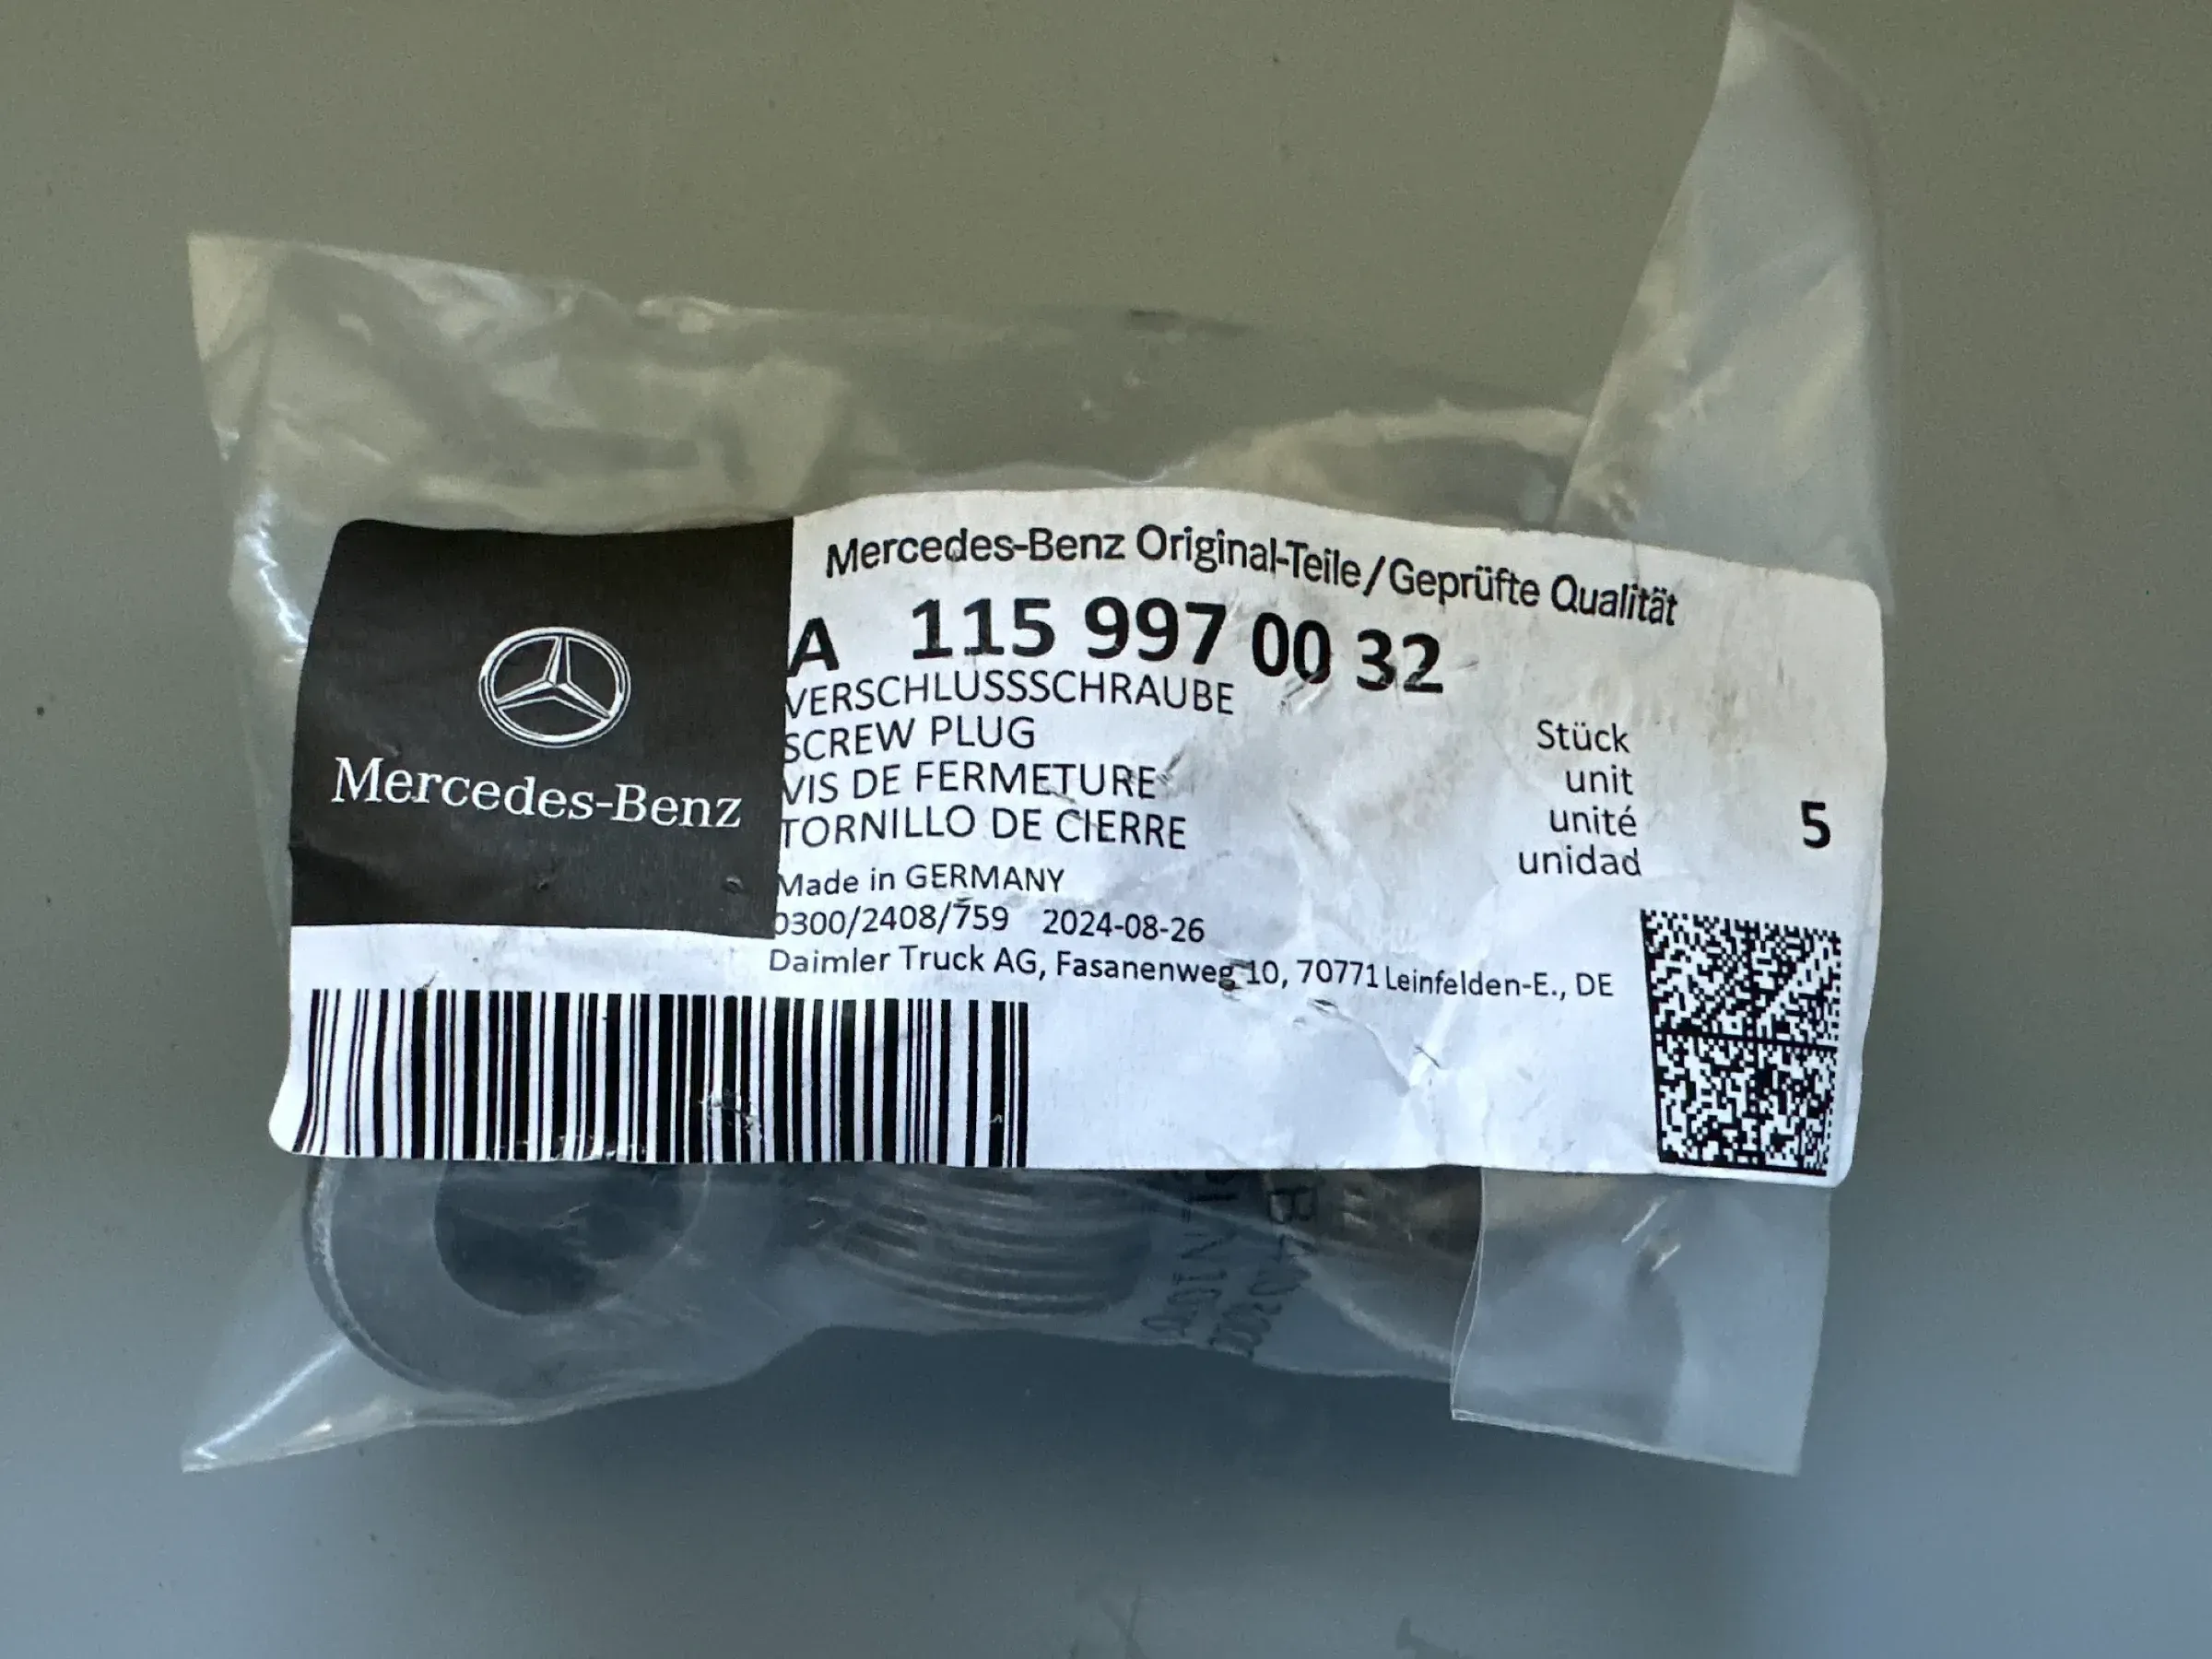 Mercedes-Benz Original-Teile/Geprüfte Qualität
A 115 997 00 32
VERSCHLUSSSCHRAUBE
SCREW PLUG
VIS DE FERMETURE
TORNILLO DE CIERRE
Stück
unit
unité
unidad
5
Mercedes-Benz
Made in GERMANY
0300/2408/759 2024-08-26
Daimler Truck AG, Fasanenweg 10, 70771 Leinfelden-E., DE